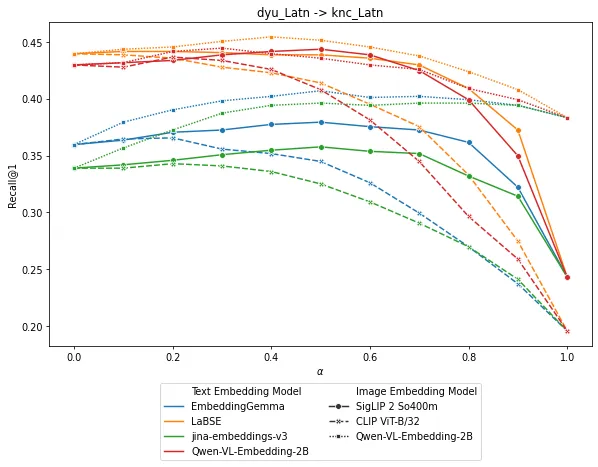 dyu_Latn -> knc_Latn
Recall@1
0.45
0.40
0.35
0.30
0.25
0.20
0.0
0.2
0.4
0.6
0.8
1.0
α
Text Embedding Model
EmbeddingGemma
LaBSE
jina-embeddings-v3
Qwen-VL-Embedding-2B
Image Embedding Model
SigLIP 2 So400m
CLIP ViT-B/32
Qwen-VL-Embedding-2B